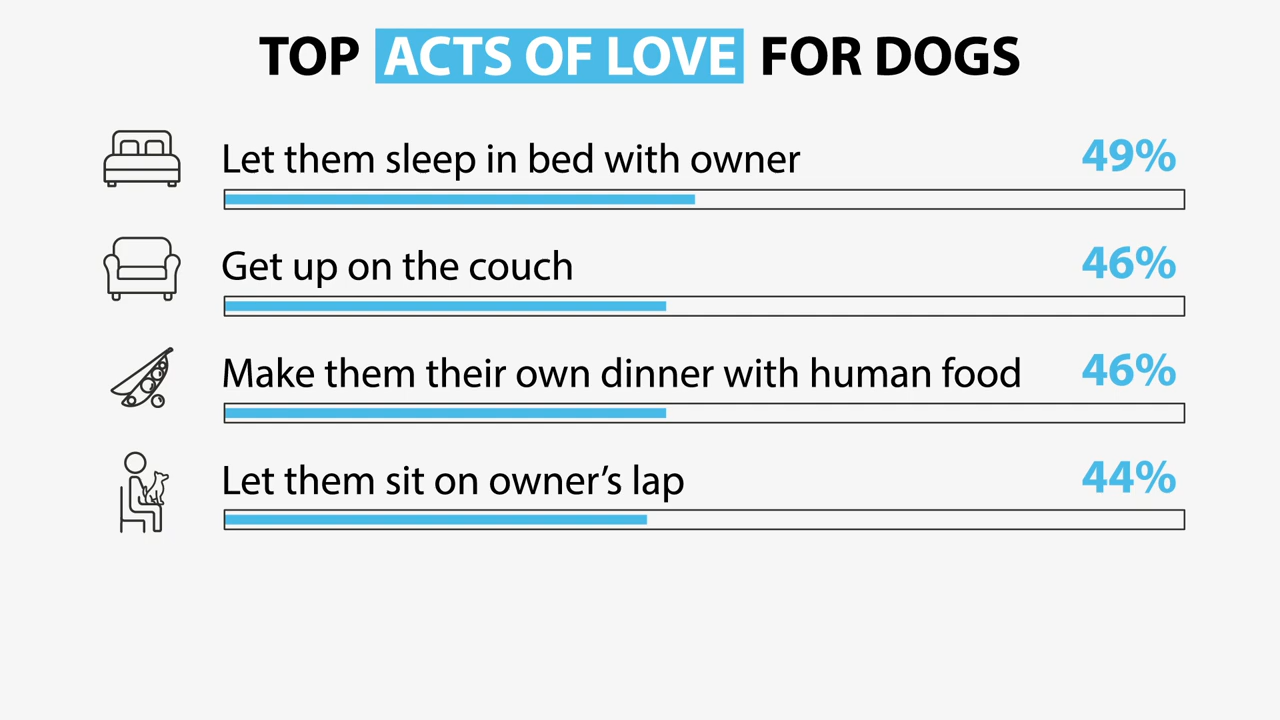 TOP ACTS OF LOVE FOR DOGS
Let them sleep in bed with owner 49%
Get up on the couch 46%
Make them their own dinner with human food 46%
Let them sit on owner’s lap 44%